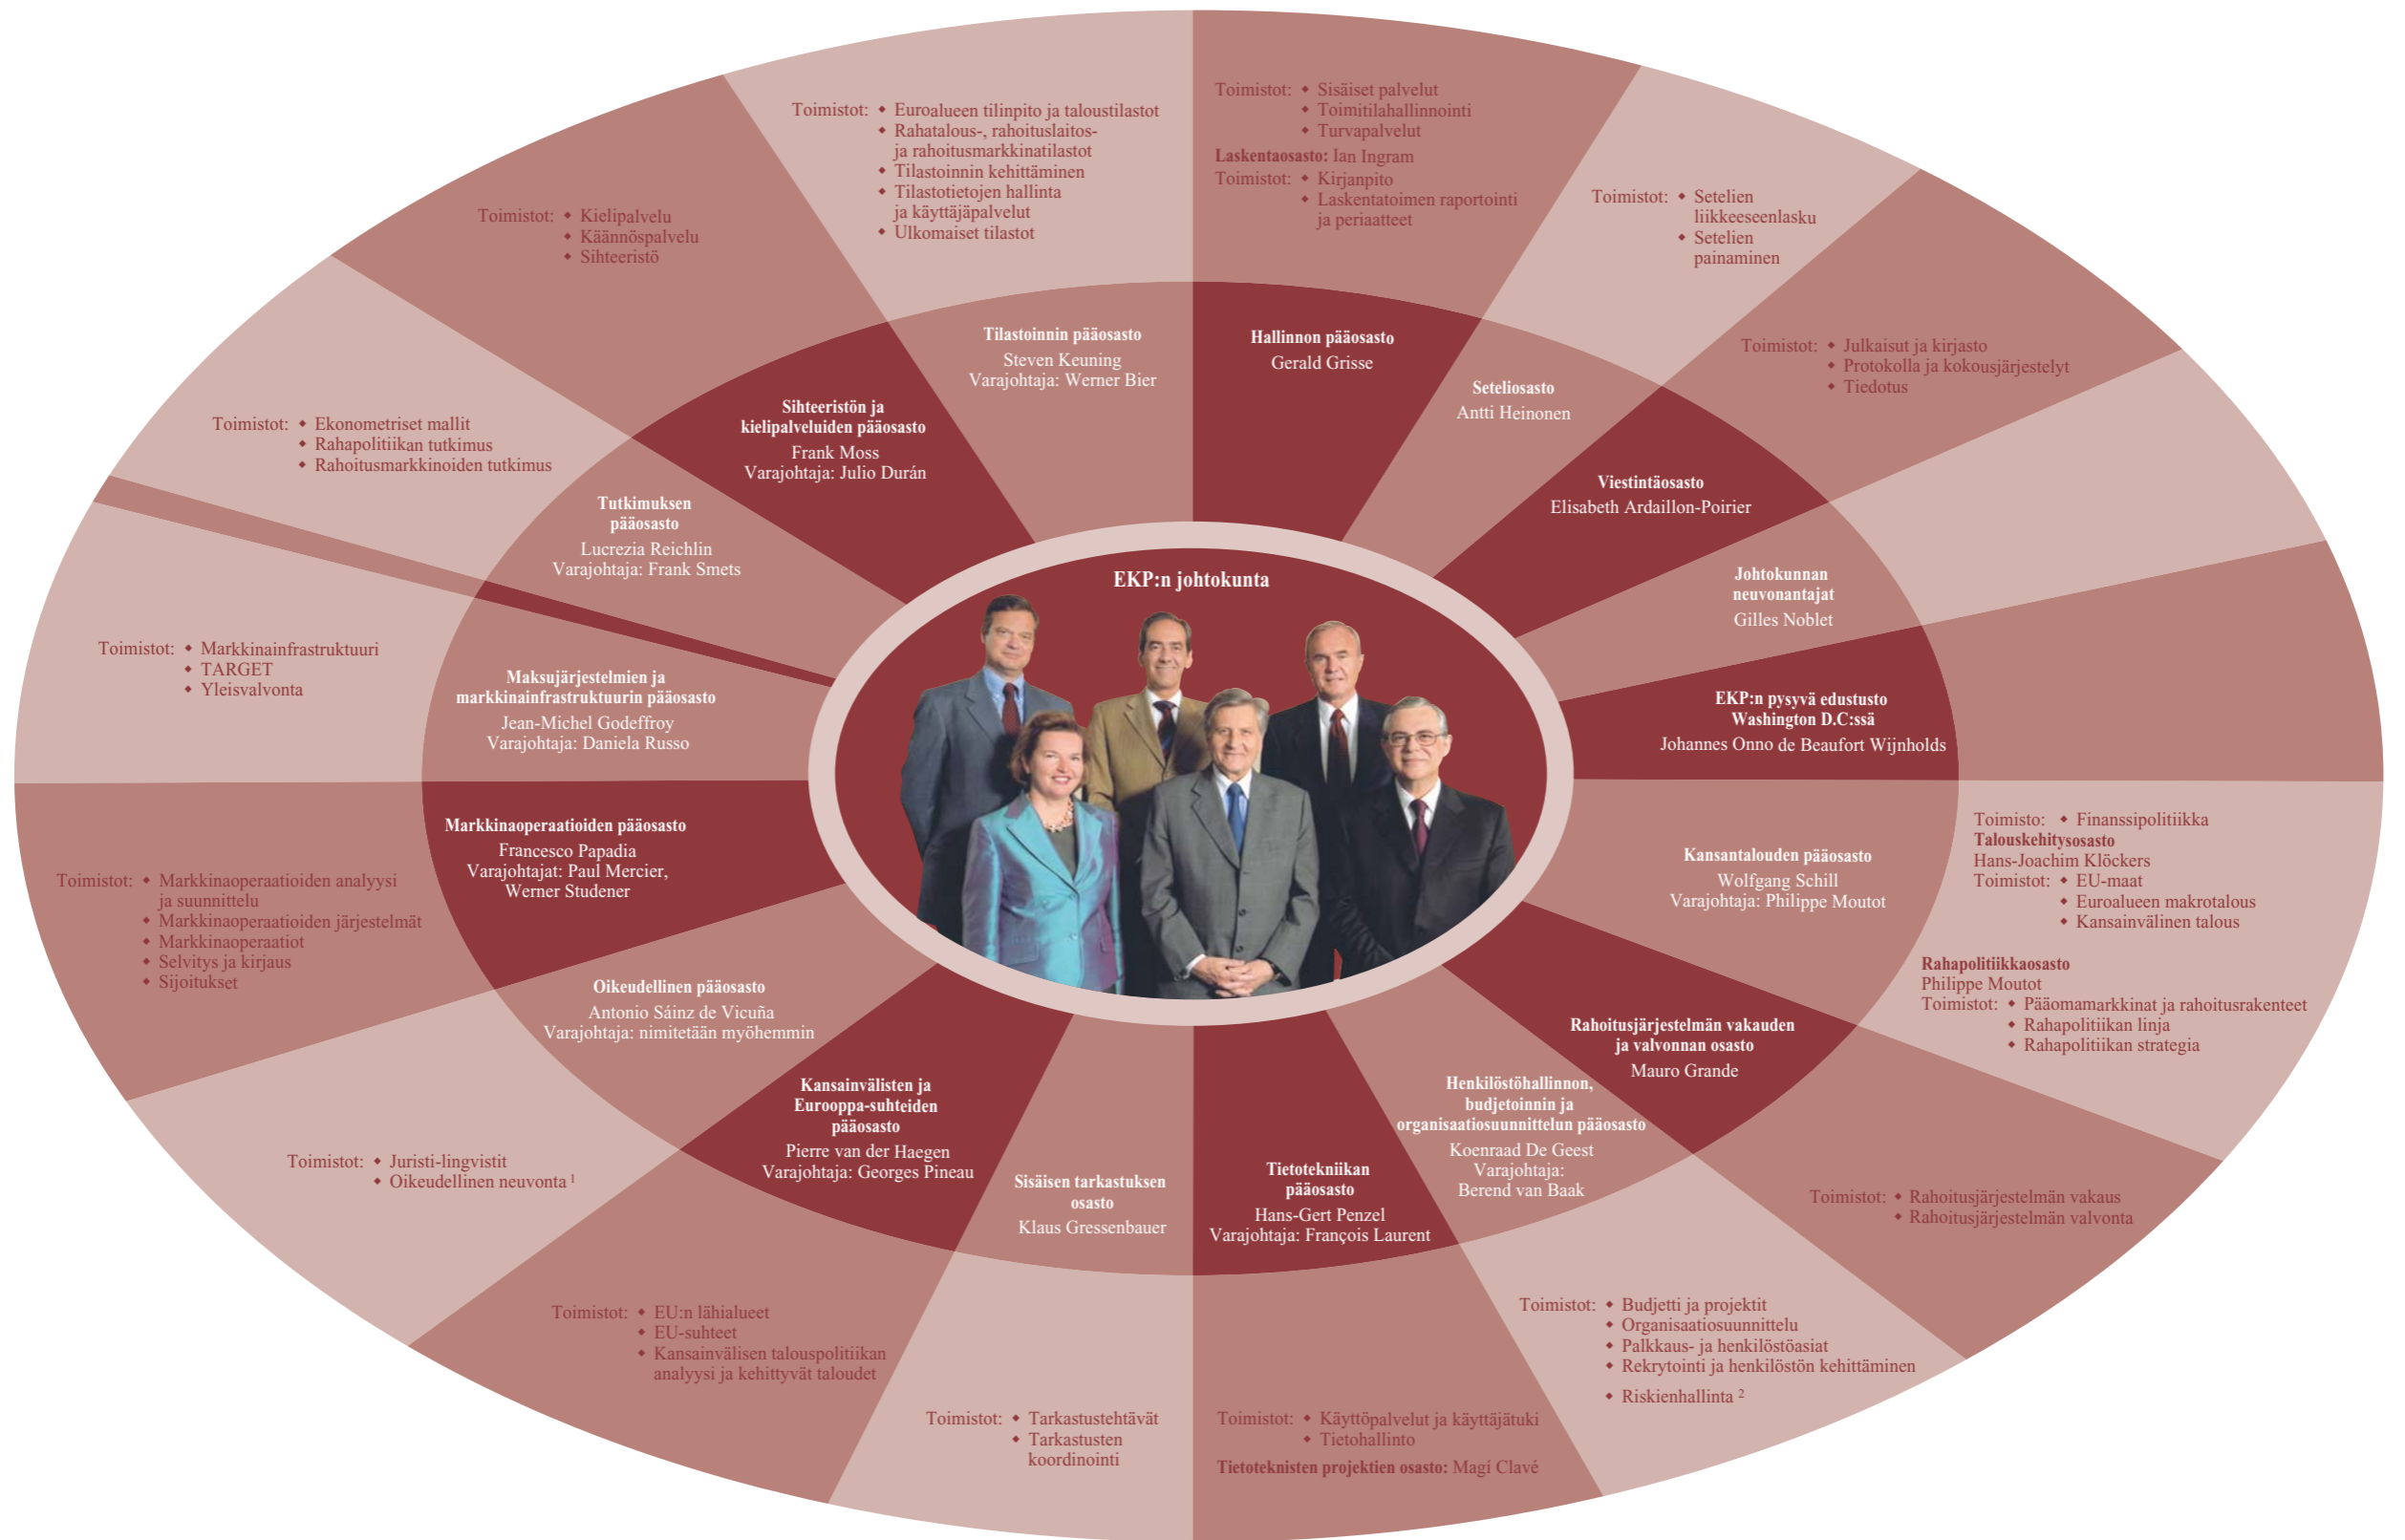 EKP:n johtokunta
Toimistot: ◆ Sisäiset palvelut
◆ Toimitilahallinnointi
◆ Turvapalvelut
Laskentaosasto: Ian Ingram
Toimistot: ◆ Kirjanpito
◆ Laskentatoimen raportointi
ja periaatteet
Hallinnon pääosasto
Gerald Grisse
Toimistot: ◆ Setelien
liikkeeseenlasku
◆ Setelien
painaminen
Seteliosasto
Antti Heinonen
Toimistot: ◆ Julkaisut ja kirjasto
◆ Protokolla ja kokousjärjestelyt
◆ Tiedotus
Viestintäosasto
Elisabeth Ardaillon-Poirier
Johtokunnan
neuvonantajat
Gilles Noblet
EKP:n pysyvä edustusto
Washington D.C:ssä
Johannes Onno de Beaufort Wijnholds
Kansantalouden pääosasto
Wolfgang Schill
Varajohtaja: Philippe Moutot
Toimisto: ◆ Finanssipolitiikka
Talouskehitysosasto
Hans-Joachim Klöckers
Toimistot: ◆ EU-maat
◆ Euroalueen makrotalous
◆ Kansainvälinen talous
Rahapolitiikkaosasto
Philippe Moutot
Toimistot: ◆ Pääomamarkkinat ja rahoitusrakenteet
◆ Rahapolitiikan linja
◆ Rahapolitiikan strategia
Rahoitusjärjestelmän vakauden
ja valvonnan osasto
Mauro Grande
Toimistot: ◆ Rahoitusjärjestelmän vakaus
◆ Rahoitusjärjestelmän valvonta
Henkilöstöhallinnon,
budjetoinnin ja
organisaatiosuunnittelun pääosasto
Koenraad De Geest
Varajohtaja:
Berend van Baak
Toimistot: ◆ Budjetti ja projektit
◆ Organisaatiosuunnittelu
◆ Palkkaus- ja henkilöstöasiat
◆ Rekrytointi ja henkilöstön kehittäminen
◆ Riskienhallinta 2
Tietotekniikan
pääosasto
Hans-Gert Penzel
Varajohtaja: François Laurent
Toimistot: ◆ Käyttöpalvelut ja käyttäjätuki
◆ Tietohallinto
Tietoteknisten projektien osasto: Magí Clavé
Sisäisen tarkastuksen
osasto
Klaus Gressenbauer
Toimistot: ◆ Tarkastustehtävät
◆ Tarkastusten
koordinointi
Kansainvälisten ja
Eurooppa-suhteiden
pääosasto
Pierre van der Haegen
Varajohtaja: Georges Pineau
Toimistot: ◆ EU:n lähialueet
◆ EU-suhteet
◆ Kansainvälisen talouspolitiikan
analyysi ja kehittyvät taloudet
Oikeudellinen pääosasto
Antonio Sáinz de Vicuña
Varajohtaja: nimitetään myöhemmin
Toimistot: ◆ Juristi-lingvistit
◆ Oikeudellinen neuvonta 1
Markkinaoperaatioiden pääosasto
Francesco Papadia
Varajohtajat: Paul Mercier,
Werner Studener
Toimistot: ◆ Markkinaoperaatioiden analyysi
ja suunnittelu
◆ Markkinaoperaatioiden järjestelmät
◆ Markkinaoperaatiot
◆ Selvitys ja kirjaus
◆ Sijoitukset
Maksujärjestelmien ja
markkinainfrastruktuurin pääosasto
Jean-Michel Godeffroy
Varajohtaja: Daniela Russo
Toimistot: ◆ Markkinainfrastruktuuri
◆ TARGET
◆ Yleisvalvonta
Tutkimuksen
pääosasto
Lucrezia Reichlin
Varajohtaja: Frank Smets
Toimistot: ◆ Ekonometriset mallit
◆ Rahapolitiikan tutkimus
◆ Rahoitusmarkkinoiden tutkimus
Sihteeristön ja
kielipalveluiden pääosasto
Frank Moss
Varajohtaja: Julio Durán
Toimistot: ◆ Kielipalvelu
◆ Käännöspalvelu
◆ Sihteeristö
Tilastoinnin pääosasto
Steven Keuning
Varajohtaja: Werner Bier
Toimistot: ◆ Euroalueen tilinpito ja taloustilastot
◆ Rahatalous-, rahoituslaitos-
ja rahoitusmarkkinatilastot
◆ Tilastoinnin kehittäminen
◆ Tilastotietojen hallinta
ja käyttäjäpalvelut
◆ Ulkomaiset tilastot